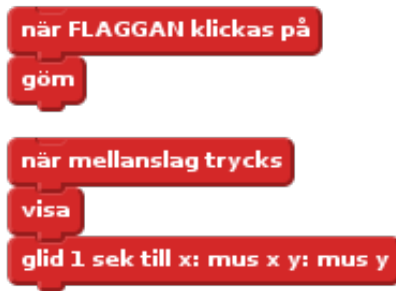 när FLAGGAN klickas på
göm
när mellanslag trycks
visa
glid 1 sek till x: mus x y: mus y